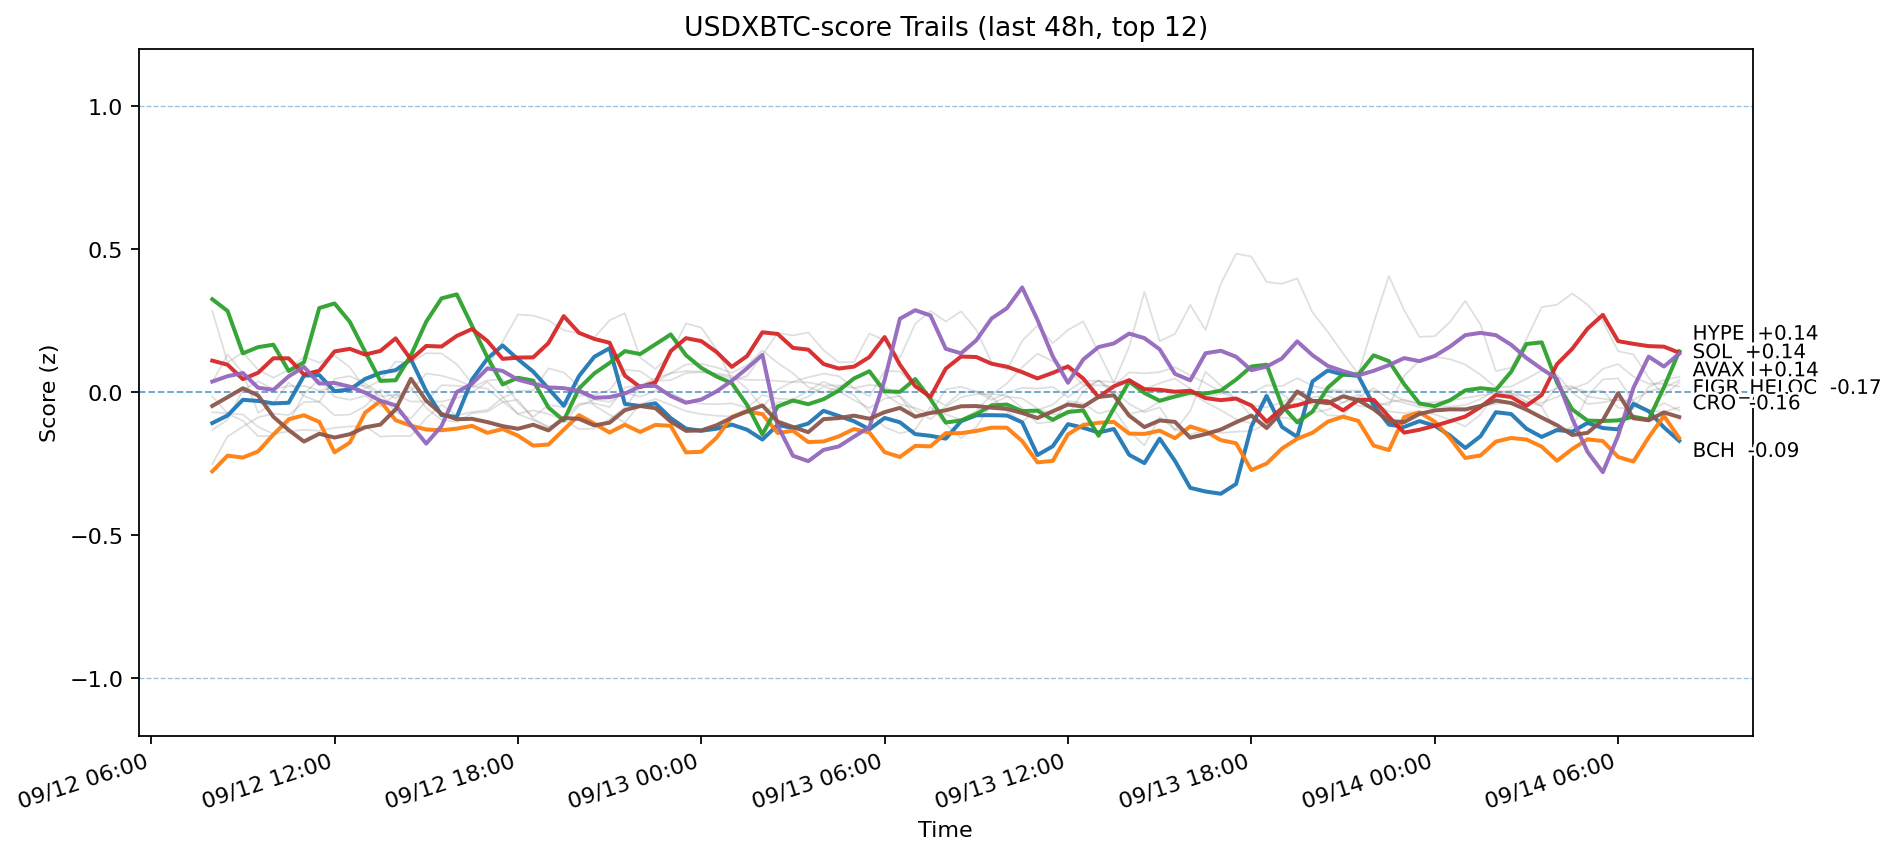 USDXBTC-score Trails (last 48h, top 12)
Score (z)
1.0
0.5
0.0
−0.5
−1.0
HYPE +0.14
SOL +0.14
AVAX +0.14
FIGR_HELOC -0.17
CRO -0.16
BCH -0.09
09/12 06:00
09/12 12:00
09/12 18:00
09/13 00:00
09/13 06:00
09/13 12:00
09/13 18:00
09/14 00:00
09/14 06:00
Time